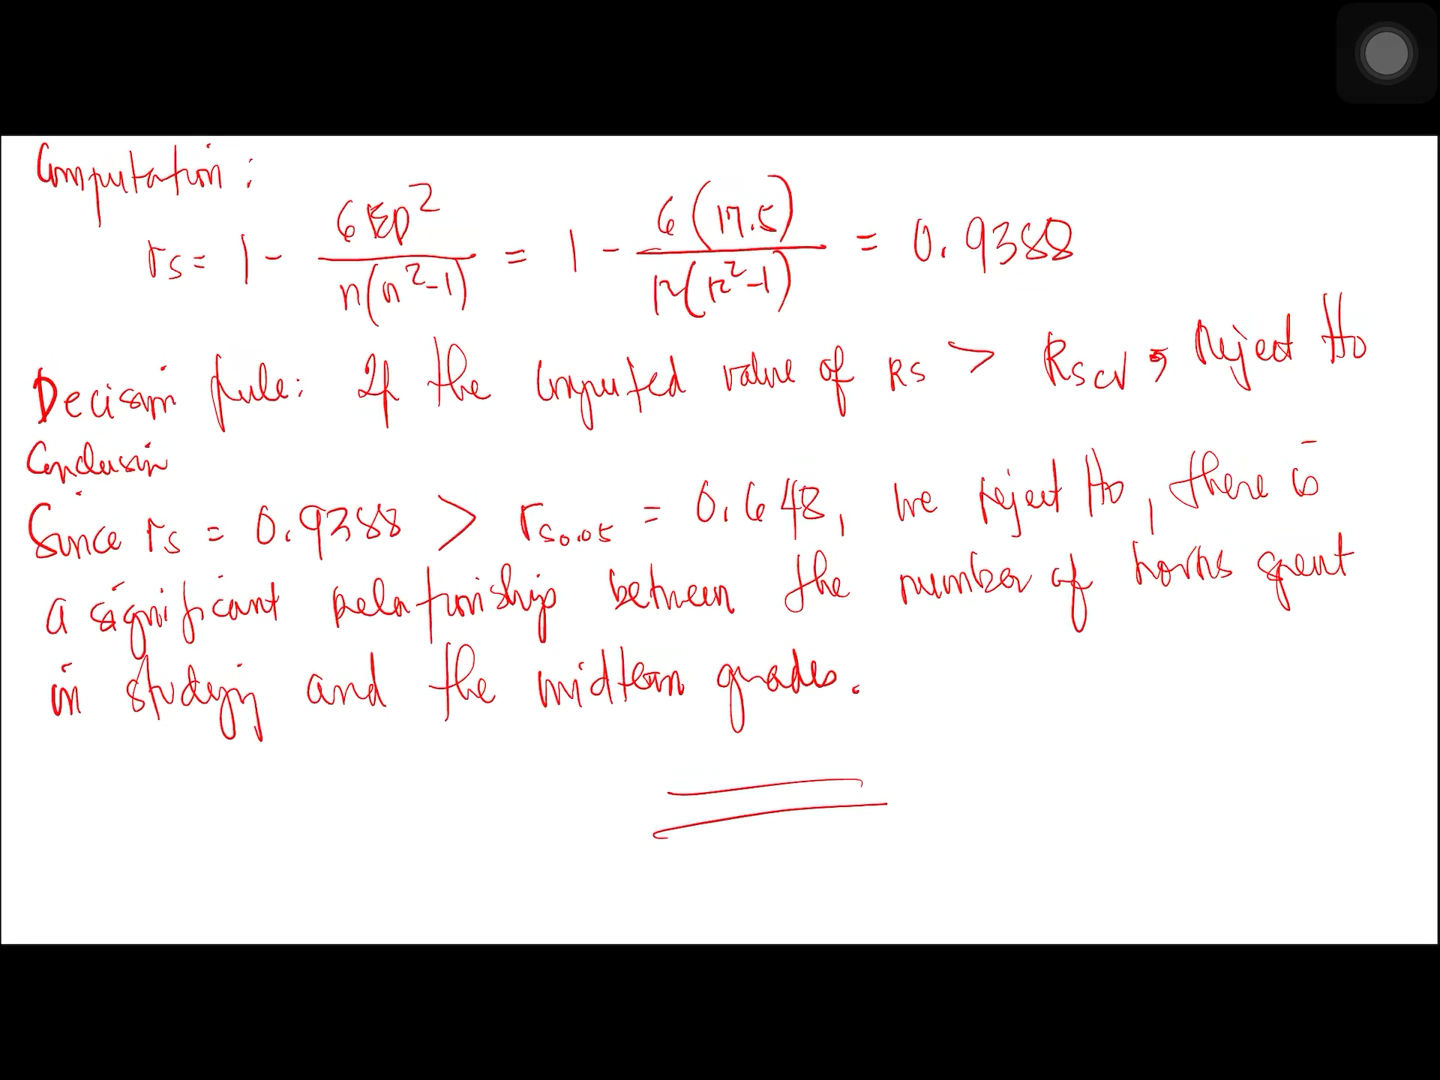 Computation:
rs = 1 - 6ΣD² / n(n²-1) = 1 - 6(17.5) / 12(12²-1) = 0.9388
Decision Rule: If the computed value of Rs > Rscv, Reject Ho
Conclusion
Since rs = 0.9388 > rs0.05 = 0.648, we reject Ho, there is
a significant relationship between the number of hours spent
in studying and the midterm grades.